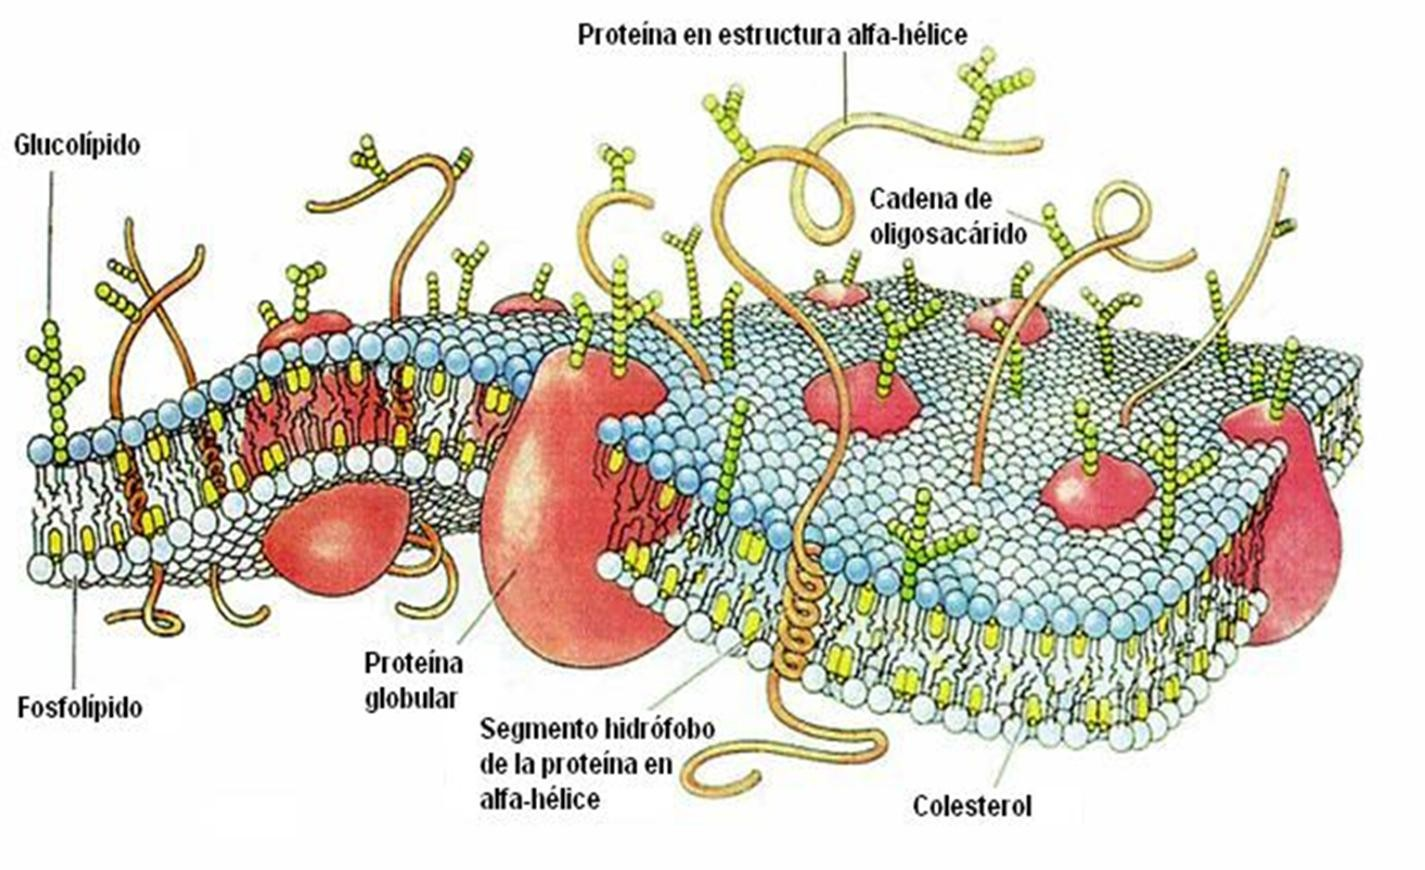 Proteína en estructura alfa-hélice
Glucolípido
Cadena de
oligosacárido
Proteína
globular
Fosfolípido
Segmento hidrófobo
de la proteína en
alfa-hélice
Colesterol